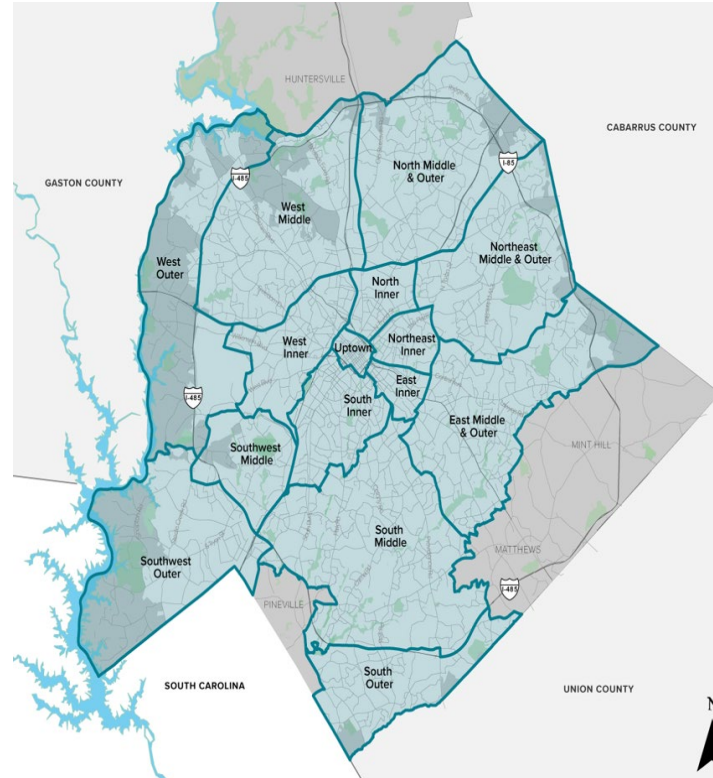 HUNTERSVILLE
CABARRUS COUNTY
I-85
GASTON COUNTY
I-485
North Middle
& Outer
West
Middle
Northeast
Middle & Outer
West
Outer
North
Inner
West
Inner
Uptown
Northeast
Inner
East
Inner
I-485
South
Inner
East Middle
& Outer
MINT HILL
Southwest
Middle
South
Middle
MATTHEWS
Southwest
Outer
I-485
PINEVILLE
South
Outer
SOUTH CAROLINA
UNION COUNTY
N